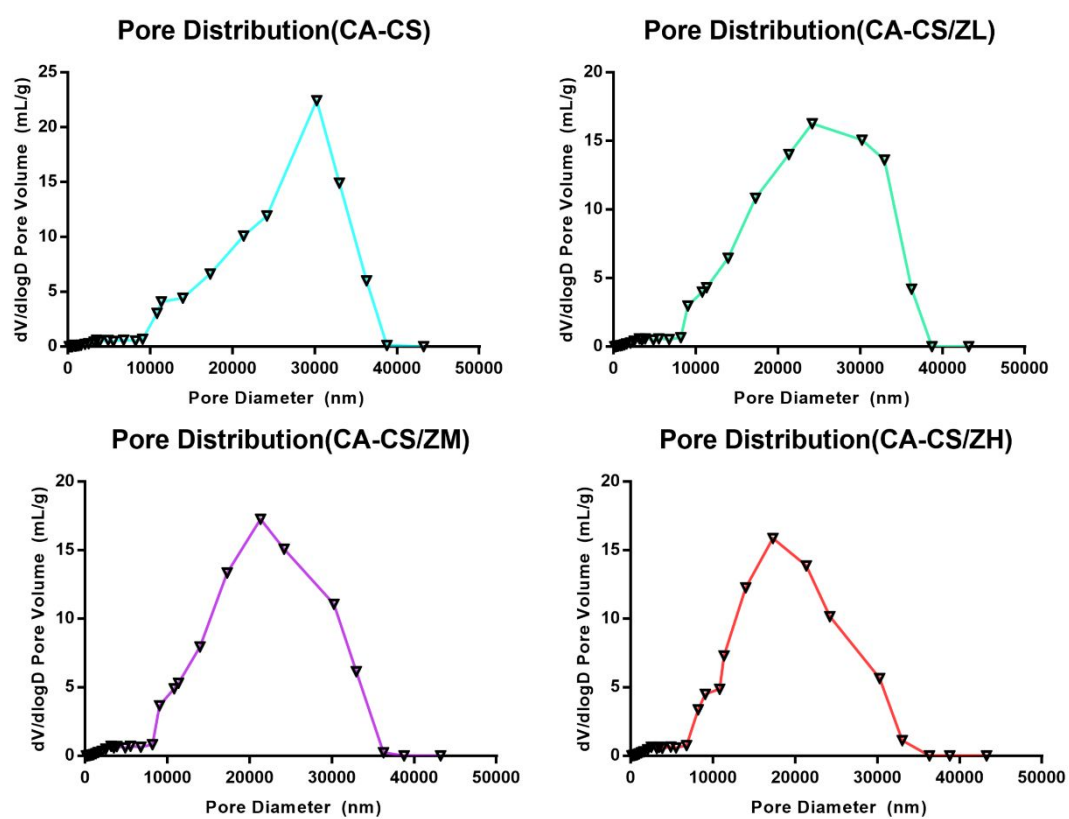 Pore Distribution(CA-CS)
dV/dlogD Pore Volume (mL/g)
25
20
15
10
5
0
0 10000 20000 30000 40000 50000
Pore Diameter (nm)
Pore Distribution(CA-CS/ZL)
dV/dlogD Pore Volume (mL/g)
20
15
10
5
0
0 10000 20000 30000 40000 50000
Pore Diameter (nm)
Pore Distribution(CA-CS/ZM)
dV/dlogD Pore Volume (mL/g)
20
15
10
5
0
0 10000 20000 30000 40000 50000
Pore Diameter (nm)
Pore Distribution(CA-CS/ZH)
dV/dlogD Pore Volume (mL/g)
20
15
10
5
0
0 10000 20000 30000 40000 50000
Pore Diameter (nm)